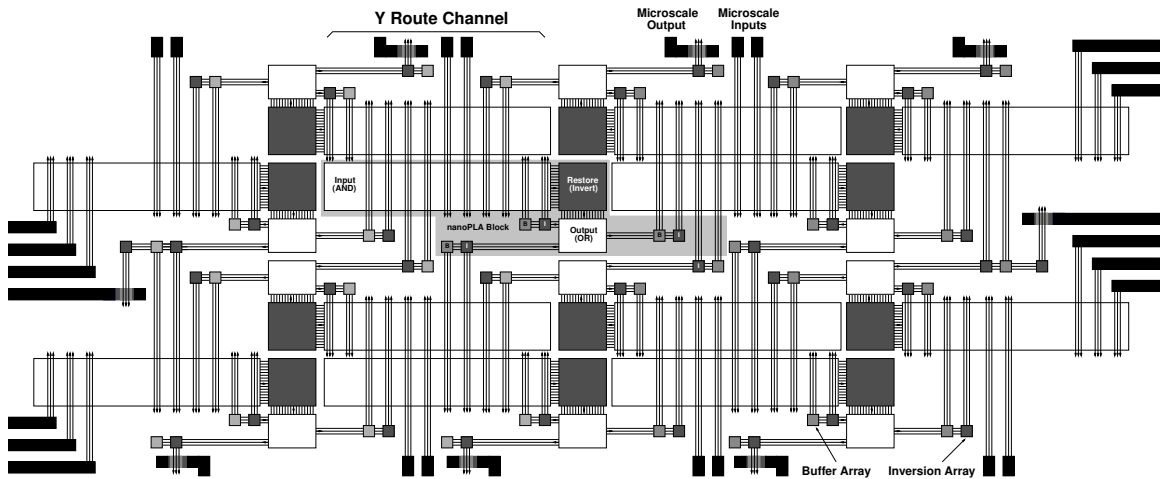 Y Route Channel
Microscale
Output
Microscale
Inputs
Input
(AND)
Restore
(Invert)
nanoPLA Block
B
I
Output
(OR)
B
I
B
I
I
Buffer Array
Inversion Array